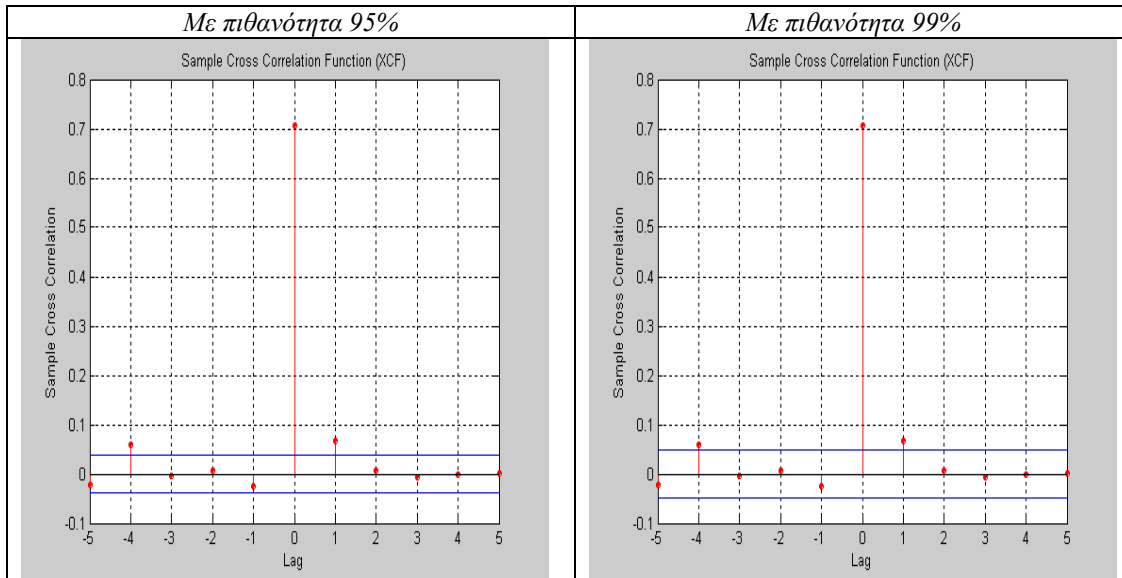 Με πιθανότητα 95%
Με πιθανότητα 99%
Sample Cross Correlation Function (XCF)
Sample Cross Correlation
0.8
0.7
0.6
0.5
0.4
0.3
0.2
0.1
0
-0.1
-5 -4 -3 -2 -1 0 1 2 3 4 5
Lag
Sample Cross Correlation Function (XCF)
Sample Cross Correlation
0.8
0.7
0.6
0.5
0.4
0.3
0.2
0.1
0
-0.1
-5 -4 -3 -2 -1 0 1 2 3 4 5
Lag